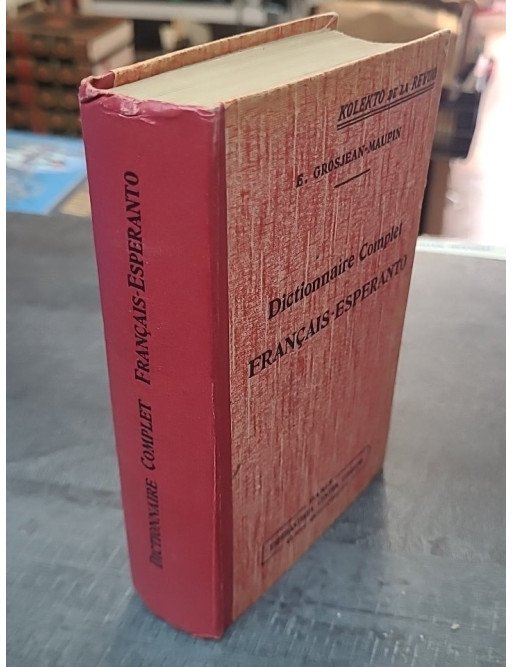 DICTIONNAIRE COMPLET FRANÇAIS-ESPERANTO
KOLEKTO DE LA REVUO
E. GROSJEAN-MAUPIN
Dictionnaire Complet
FRANÇAIS-ESPERANTO